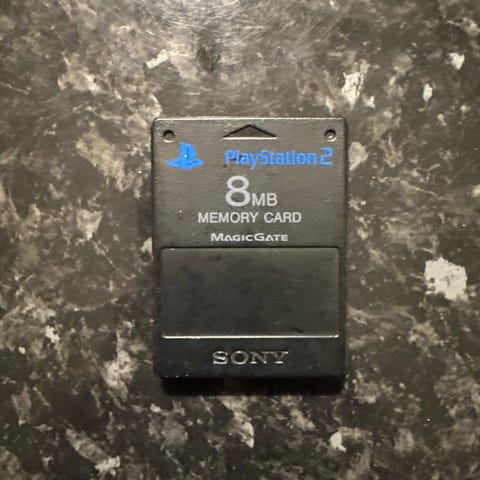 PlayStation 2
8MB
MEMORY CARD
MAGICGATE
SONY